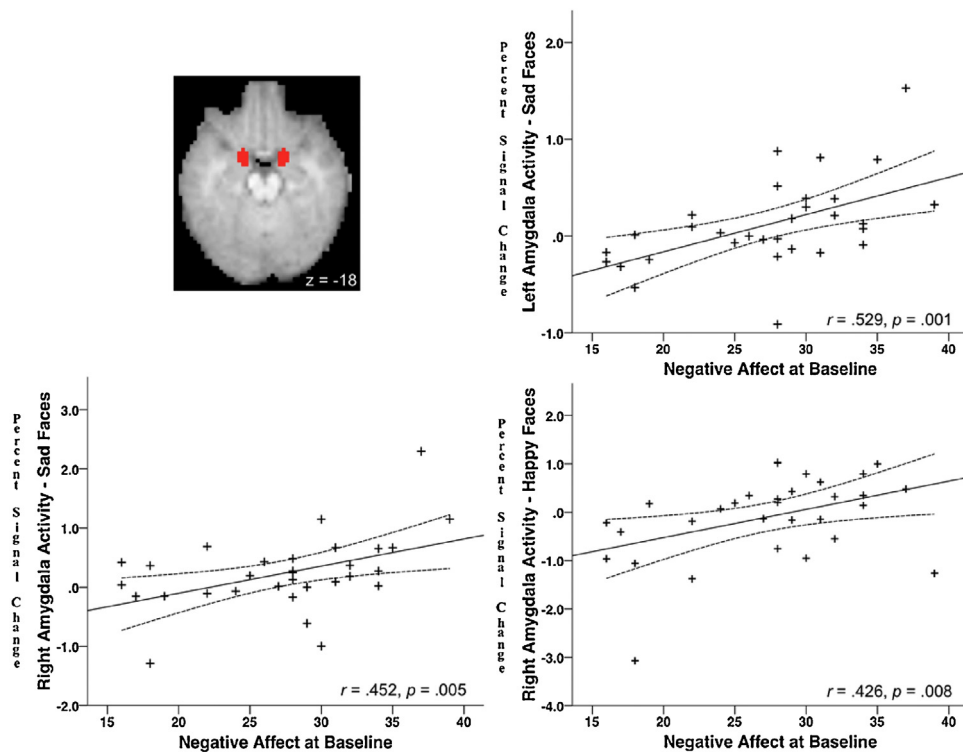 z = -18
Percent Signal Change
Left Amygdala Activity - Sad Faces
2.0
1.0
.0
-1.0
15 20 25 30 35 40
r = .529, p = .001
Negative Affect at Baseline
Percent Signal Change
Right Amygdala Activity - Sad Faces
3.0
2.0
1.0
.0
-1.0
-2.0
15 20 25 30 35 40
r = .452, p = .005
Negative Affect at Baseline
Percent Signal Change
Right Amygdala Activity - Happy Faces
2.0
1.0
.0
-1.0
-2.0
-3.0
-4.0
15 20 25 30 35 40
r = .426, p = .008
Negative Affect at Baseline